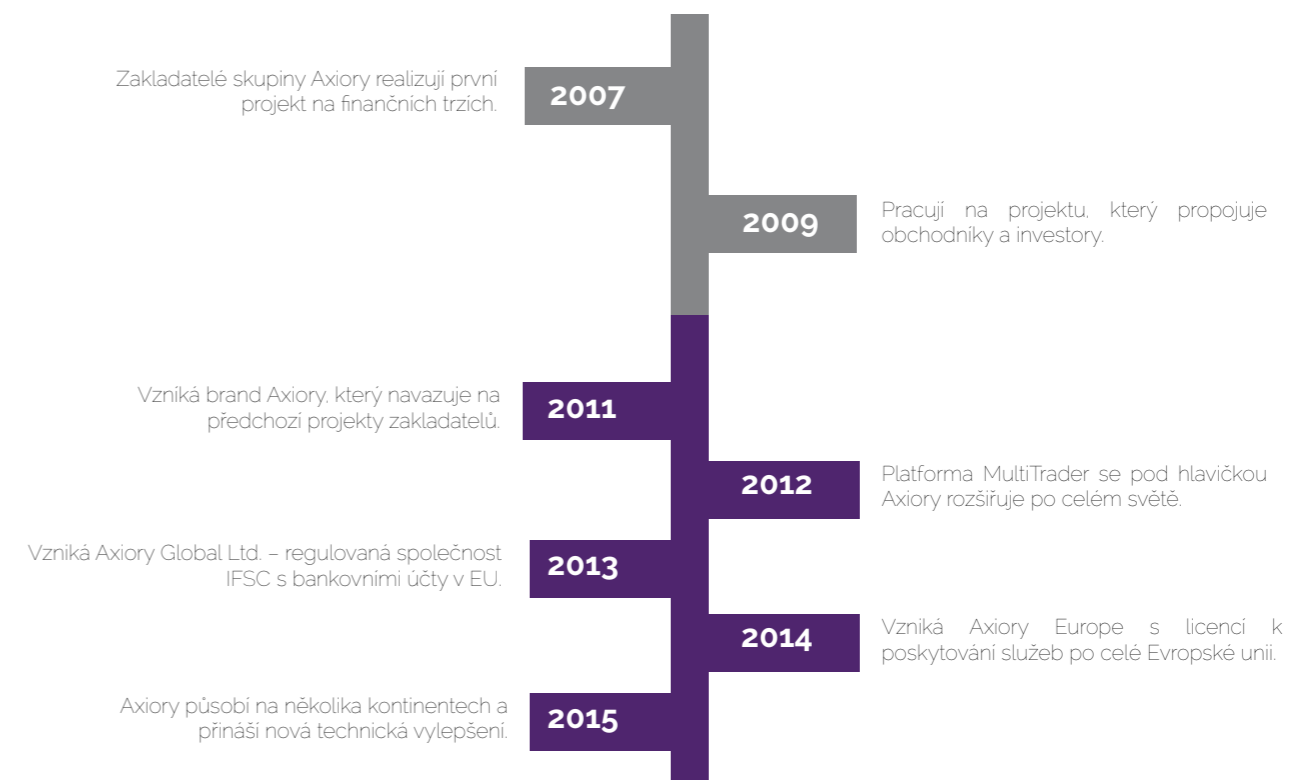 Zakladatelé skupiny Axiory realizují první
projekt na finančních trzích.
2007
2009
Pracují na projektu, který propojuje
obchodníky a investory.
Vzniká brand Axiory, který navazuje na
předchozí projekty zakladatelů.
2011
2012
Platforma MultiTrader se pod hlavičkou
Axiory rozšiřuje po celém světě.
Vzniká Axiory Global Ltd. – regulovaná společnost
IFSC s bankovními účty v EU.
2013
2014
Vzniká Axiory Europe s licencí k
poskytování služeb po celé Evropské unii.
Axiory působí na několika kontinentech a
přináší nová technická vylepšení.
2015